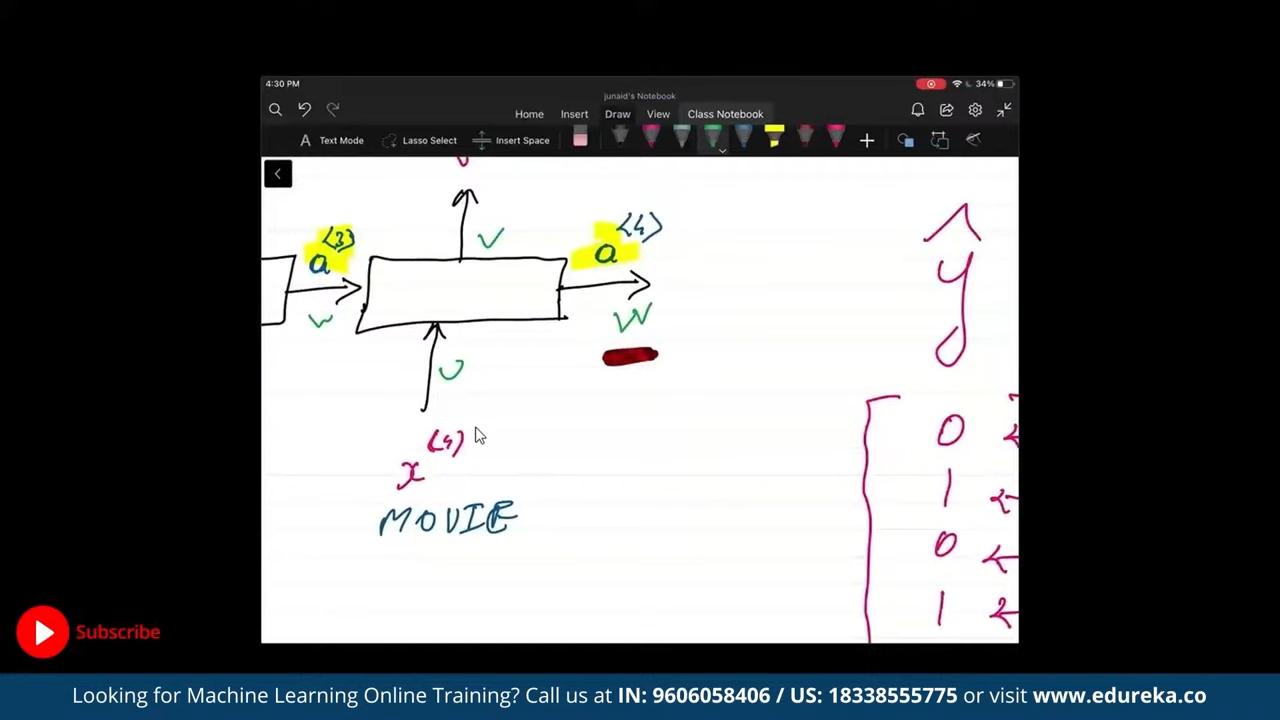 4:30 PM
34%
junaid's Notebook
Home Insert Draw View Class Notebook
A Text Mode Lasso Select Insert Space
V
a⟨3⟩
a⟨4⟩
W
W
U
x(4)
MOVIE
ŷ
0
1
0
1
Subscribe
Looking for Machine Learning Online Training? Call us at IN: 9606058406 / US: 18338555775 or visit www.edureka.co